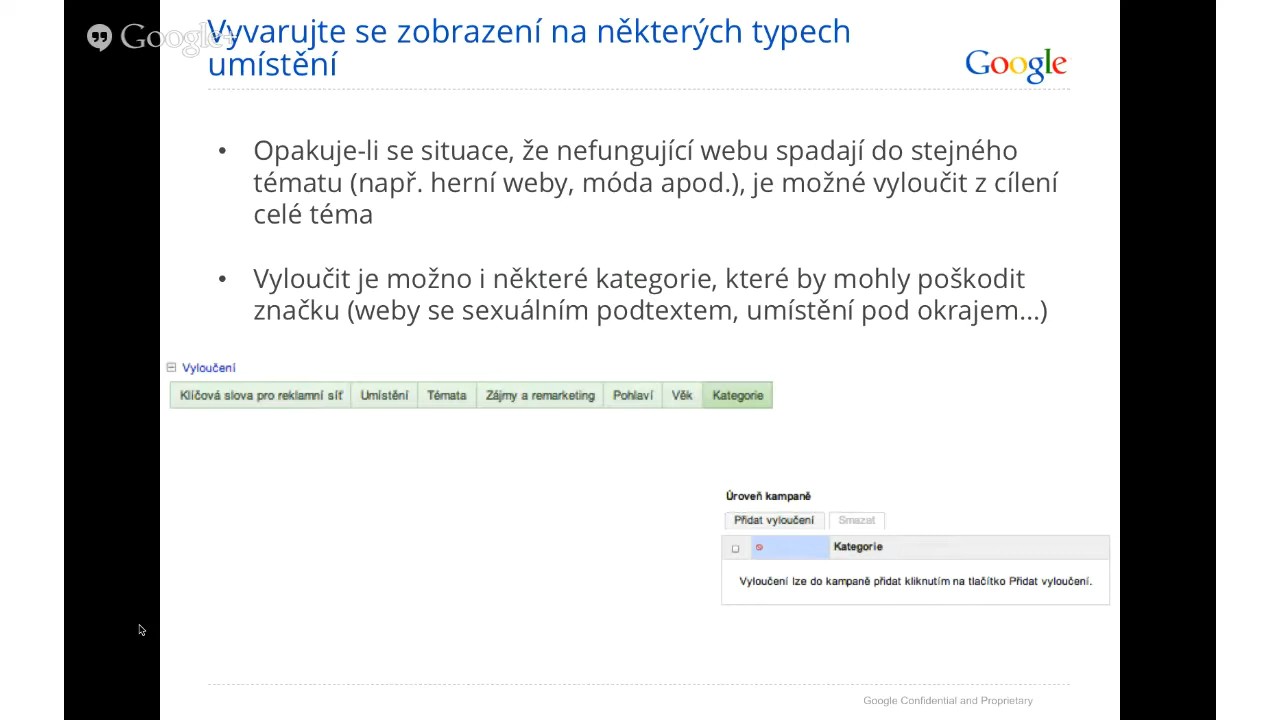 Google+
Vyvarujte se zobrazení na některých typech
umístění
Google
• Opakuje-li se situace, že nefungující webu spadají do stejného
tématu (např. herní weby, móda apod.), je možné vyloučit z cílení
celé téma
• Vyloučit je možno i některé kategorie, které by mohly poškodit
značku (weby se sexuálním podtextem, umístění pod okrajem...)
Vyloučení
Klíčová slova pro reklamní síť Umístění Témata Zájmy a remarketing Pohlaví Věk Kategorie
Úroveň kampaně
Přidat vyloučení Smazat
Kategorie
Vyloučení lze do kampaně přidat kliknutím na tlačítko Přidat vyloučení.
Google Confidential and Proprietary